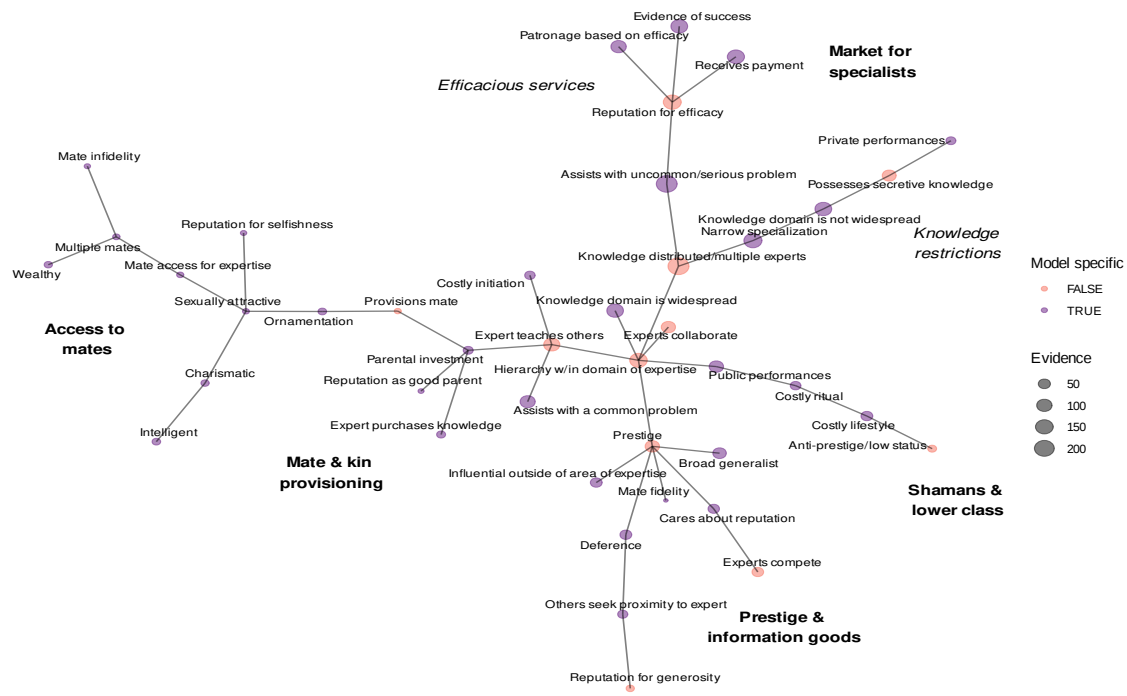 Evidence of success
Patronage based on efficacy
Market for
specialists
Receives payment
Efficacious services
Reputation for efficacy
Private performances
Mate infidelity
Assists with uncommon/serious problem
Possesses secretive knowledge
Knowledge domain is not widespread
Reputation for selfishness
Narrow specialization
Knowledge
restrictions
Multiple mates
Knowledge distributed/multiple experts
Model specific
Mate access for expertise
Wealthy
Costly initiation
FALSE
Sexually attractive
Provisions mate
Knowledge domain is widespread
TRUE
Ornamentation
Access to
mates
Expert teaches others
Experts collaborate
Evidence
Parental investment
Hierarchy w/in domain of expertise
Public performances
Charismatic
Reputation as good parent
50
Costly ritual
100
Assists with a common problem
Expert purchases knowledge
Costly lifestyle
150
Intelligent
Prestige
Anti-prestige/low status
200
Mate & kin
provisioning
Broad generalist
Influential outside of area of expertise
Mate fidelity
Shamans &
lower class
Cares about reputation
Deference
Experts compete
Others seek proximity to expert
Prestige &
information goods
Reputation for generosity